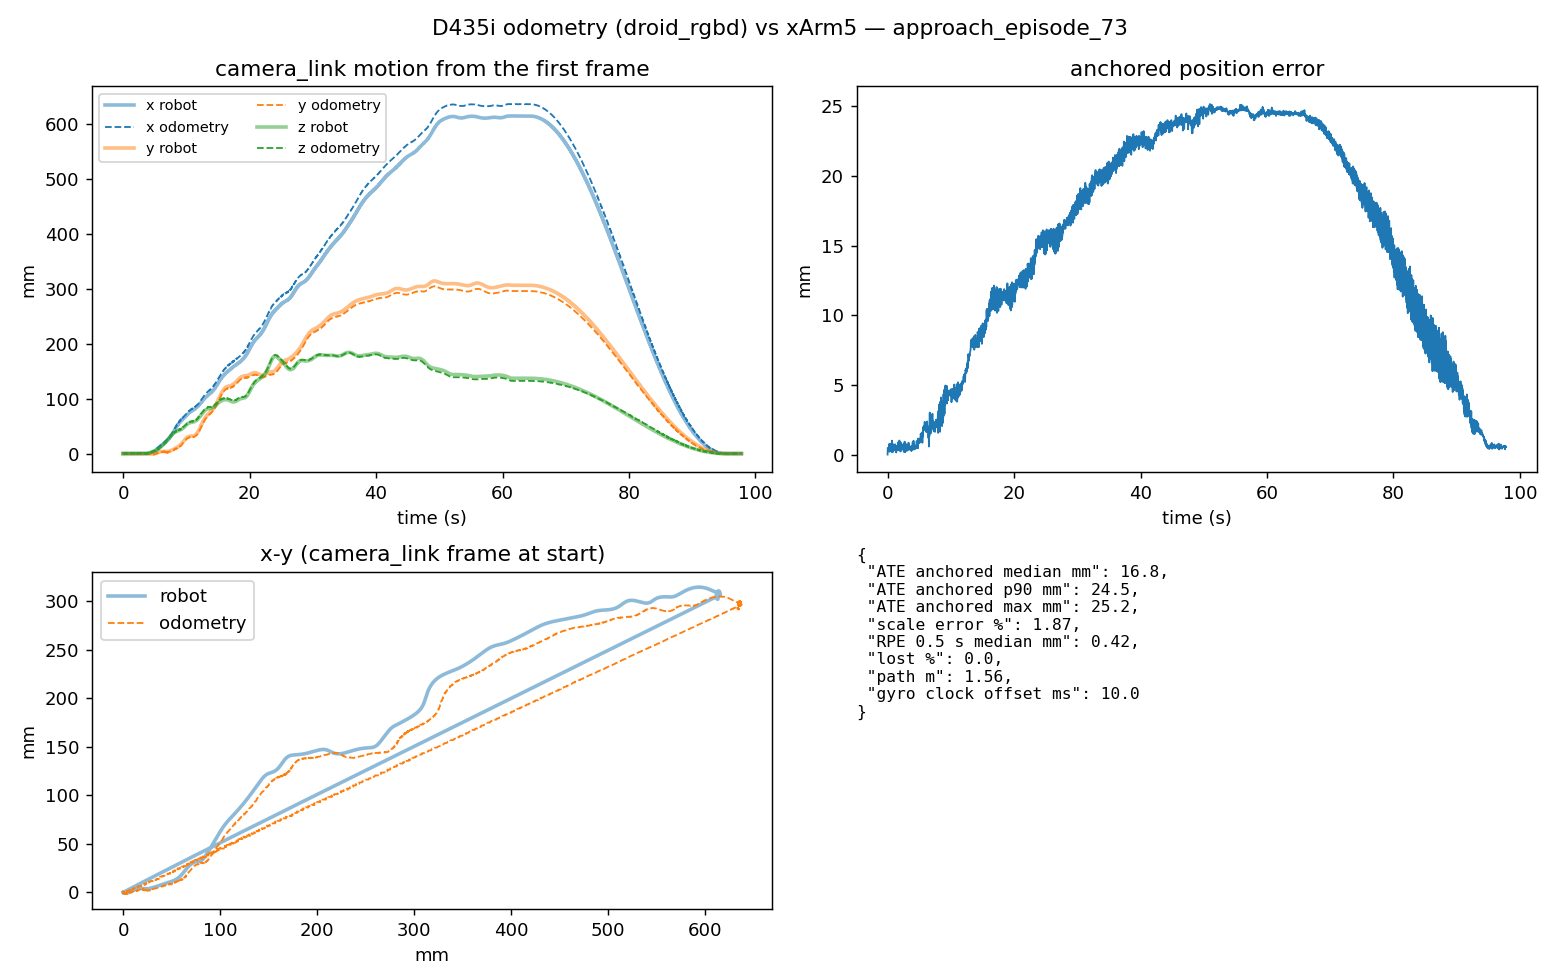 D435i odometry (droid_rgbd) vs xArm5 — approach_episode_73
camera_link motion from the first frame
x robot
x odometry
y robot
y odometry
z robot
z odometry
600
500
400
300
200
100
0
mm
0 20 40 60 80 100
time (s)
anchored position error
25
20
15
10
5
0
mm
0 20 40 60 80 100
time (s)
x-y (camera_link frame at start)
robot
odometry
300
250
200
150
100
50
0
mm
0 100 200 300 400 500 600
mm
{
"ATE anchored median mm": 16.8,
"ATE anchored p90 mm": 24.5,
"ATE anchored max mm": 25.2,
"scale error %": 1.87,
"RPE 0.5 s median mm": 0.42,
"lost %": 0.0,
"path m": 1.56,
"gyro clock offset ms": 10.0
}